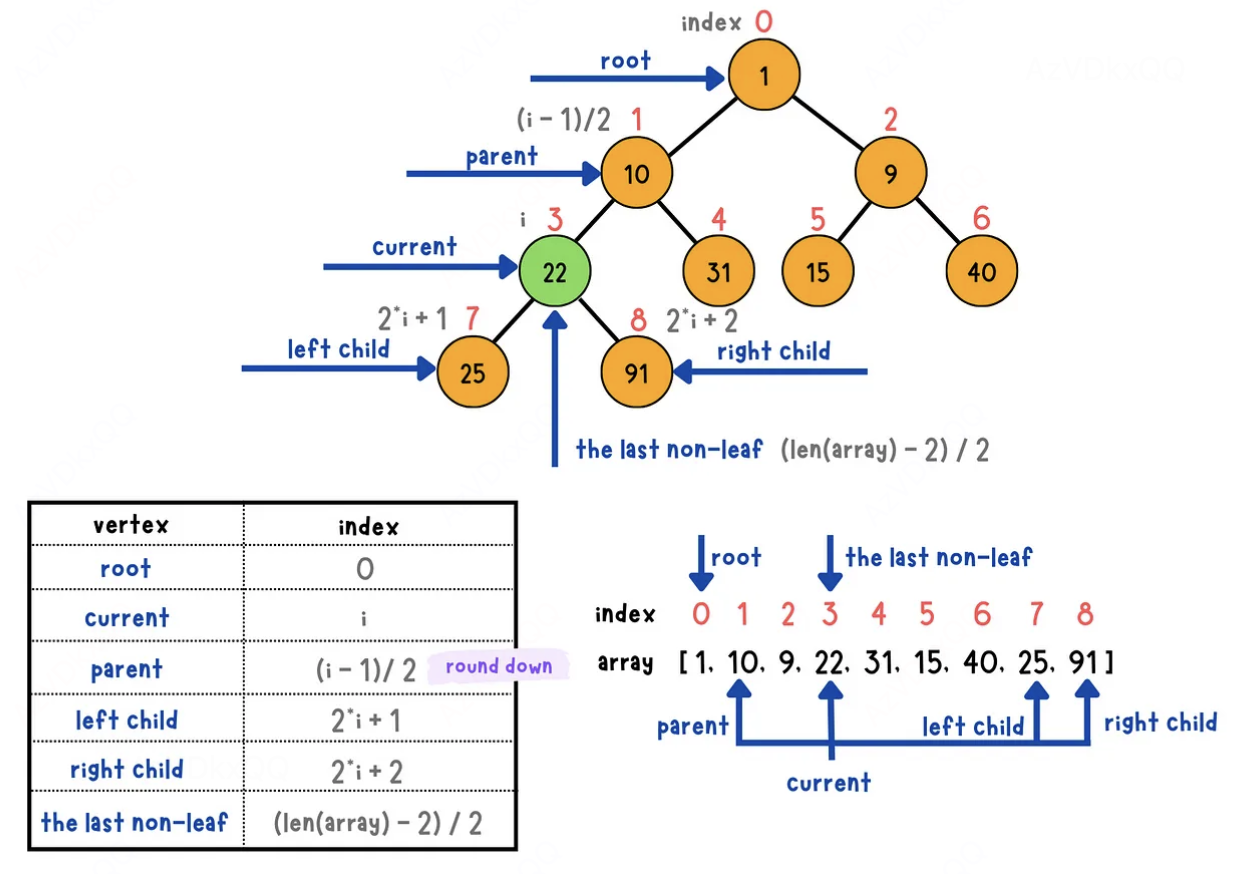 index 0
root
1
(i - 1)/2 1
2
parent
10
9
i 3
4
5
6
current
22
31
15
40
2*i + 1 7
8 2*i + 2
left child
right child
25
91
the last non-leaf (len(array) - 2) / 2
vertex index
root 0
current i
parent (i - 1)/ 2 round down
left child 2*i + 1
right child 2*i + 2
the last non-leaf (len(array) - 2) / 2
root
the last non-leaf
index 0 1 2 3 4 5 6 7 8
array [ 1, 10, 9, 22, 31, 15, 40, 25, 91 ]
parent
left child
right child
current
AzVDkxQO